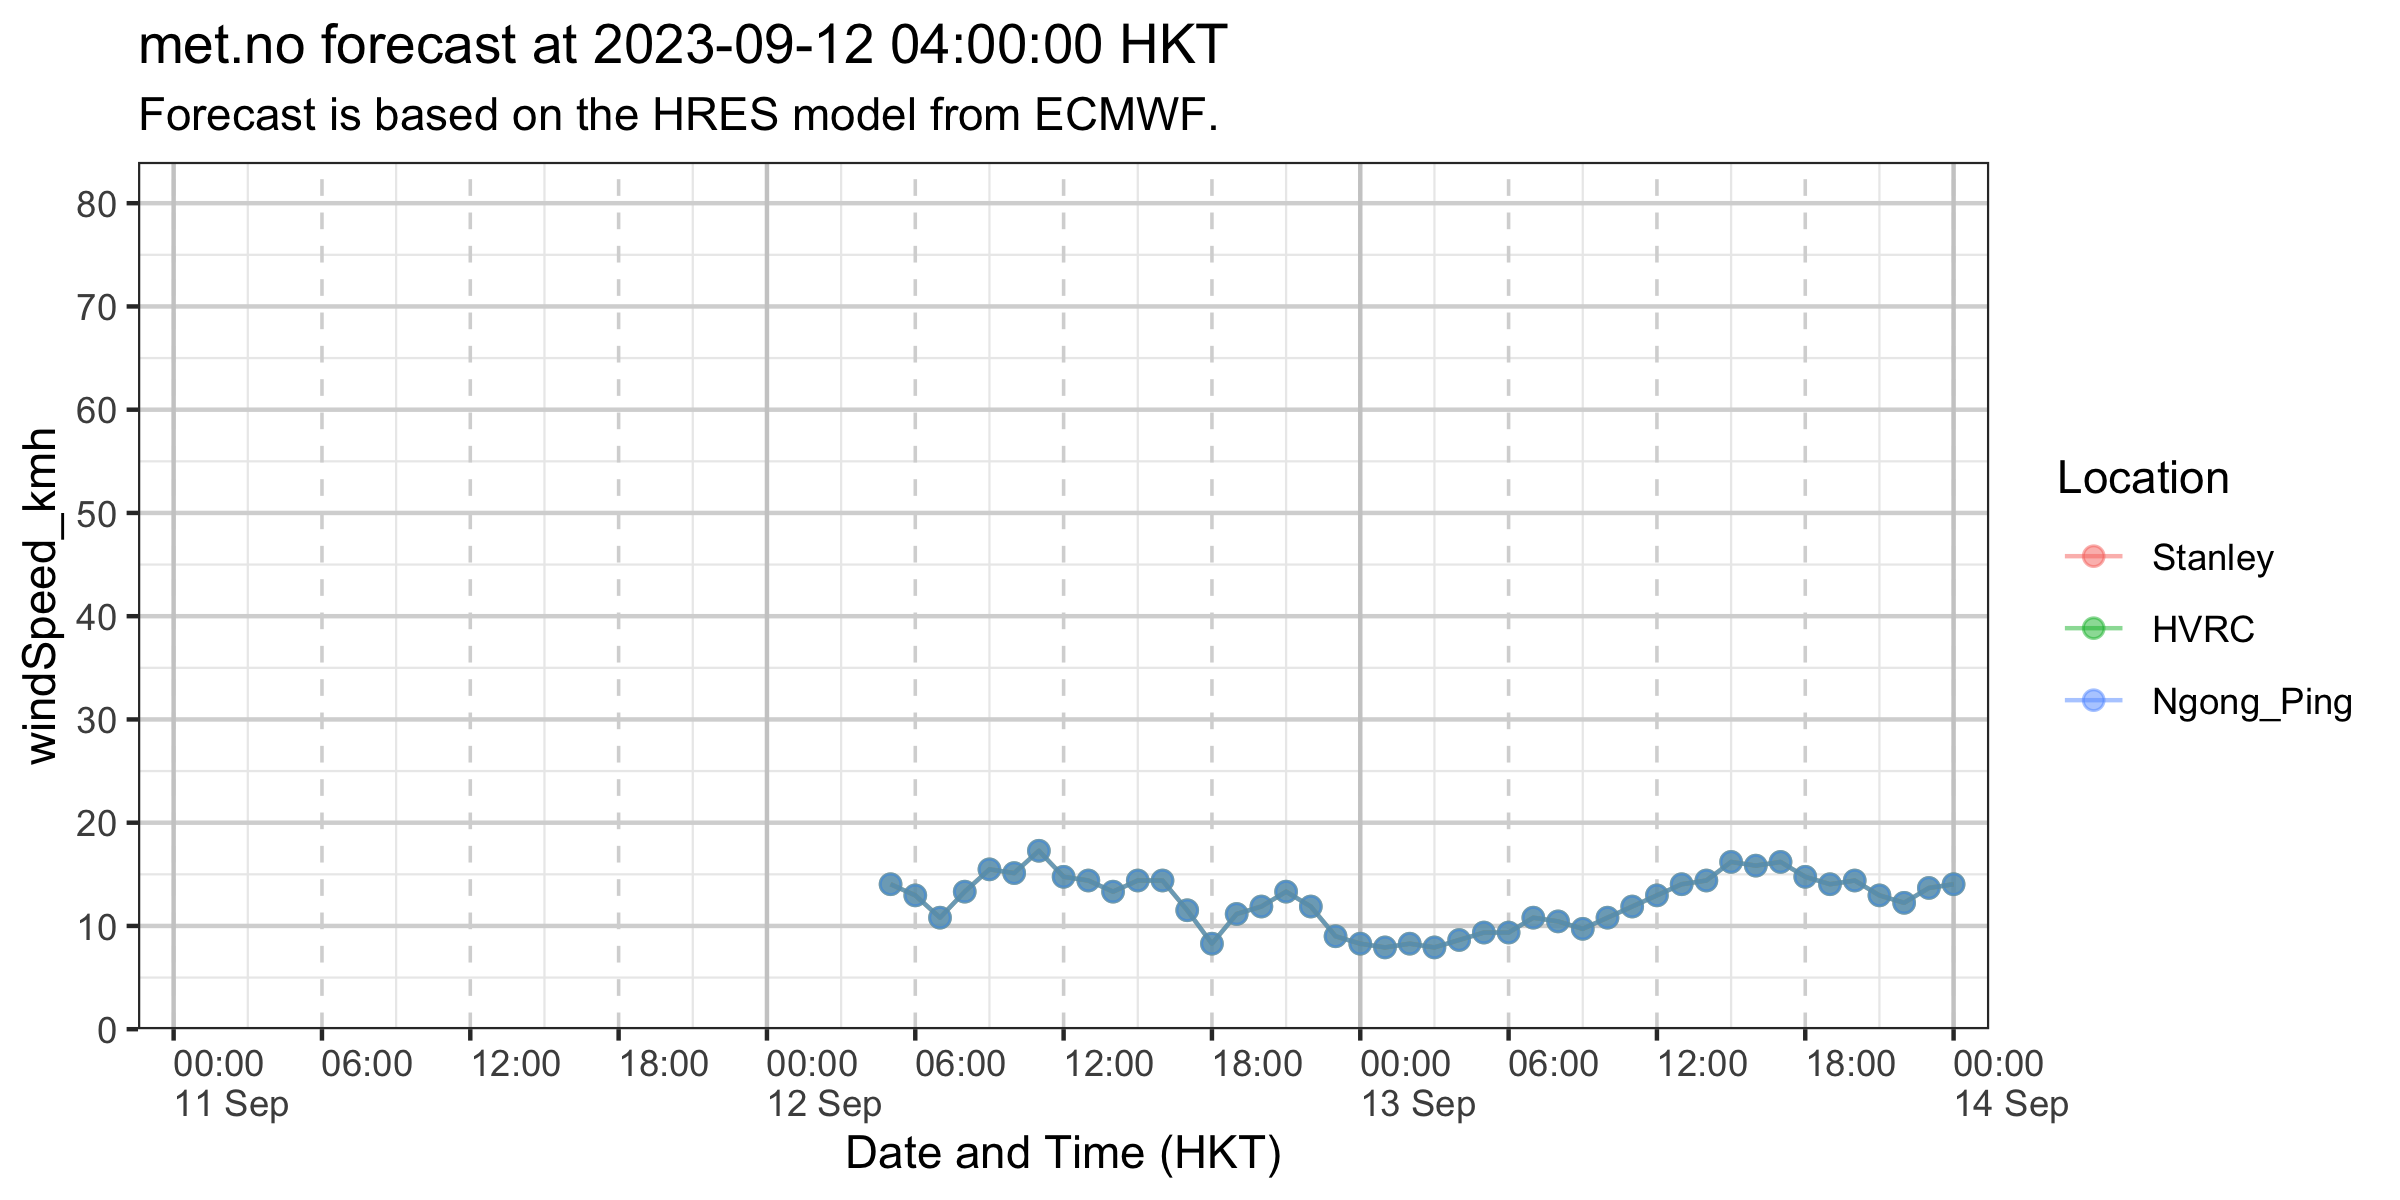 met.no forecast at 2023-09-12 04:00:00 HKT
Forecast is based on the HRES model from ECMWF.
windSpeed_kmh
80
70
60
50
40
30
20
10
0
00:00 06:00 12:00 18:00 00:00 06:00 12:00 18:00 00:00 06:00 12:00 18:00 00:00
11 Sep 12 Sep 13 Sep 14 Sep
Date and Time (HKT)
Location
Stanley
HVRC
Ngong_Ping